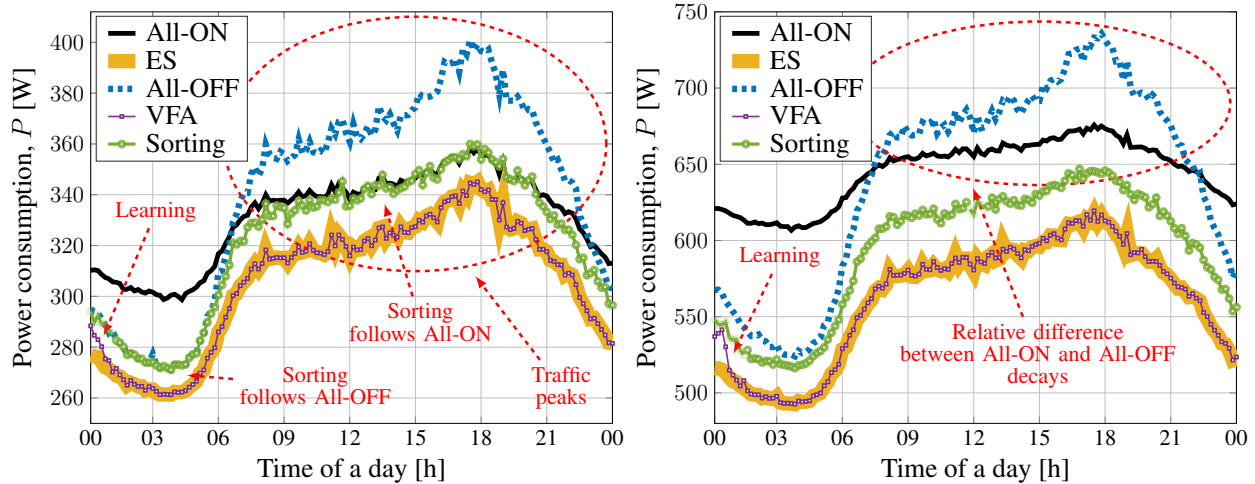 400
380
360
340
320
300
280
260
Power consumption, P [W]
All-ON
ES
All-OFF
VFA
Sorting
Learning
Sorting
follows All-ON
Sorting
follows All-OFF
Traffic
peaks
00 03 06 09 12 15 18 21 00
Time of a day [h]
750
700
650
600
550
500
Power consumption, P [W]
All-ON
ES
All-OFF
VFA
Sorting
Learning
Relative difference
between All-ON and All-OFF
decays
00 03 06 09 12 15 18 21 00
Time of a day [h]